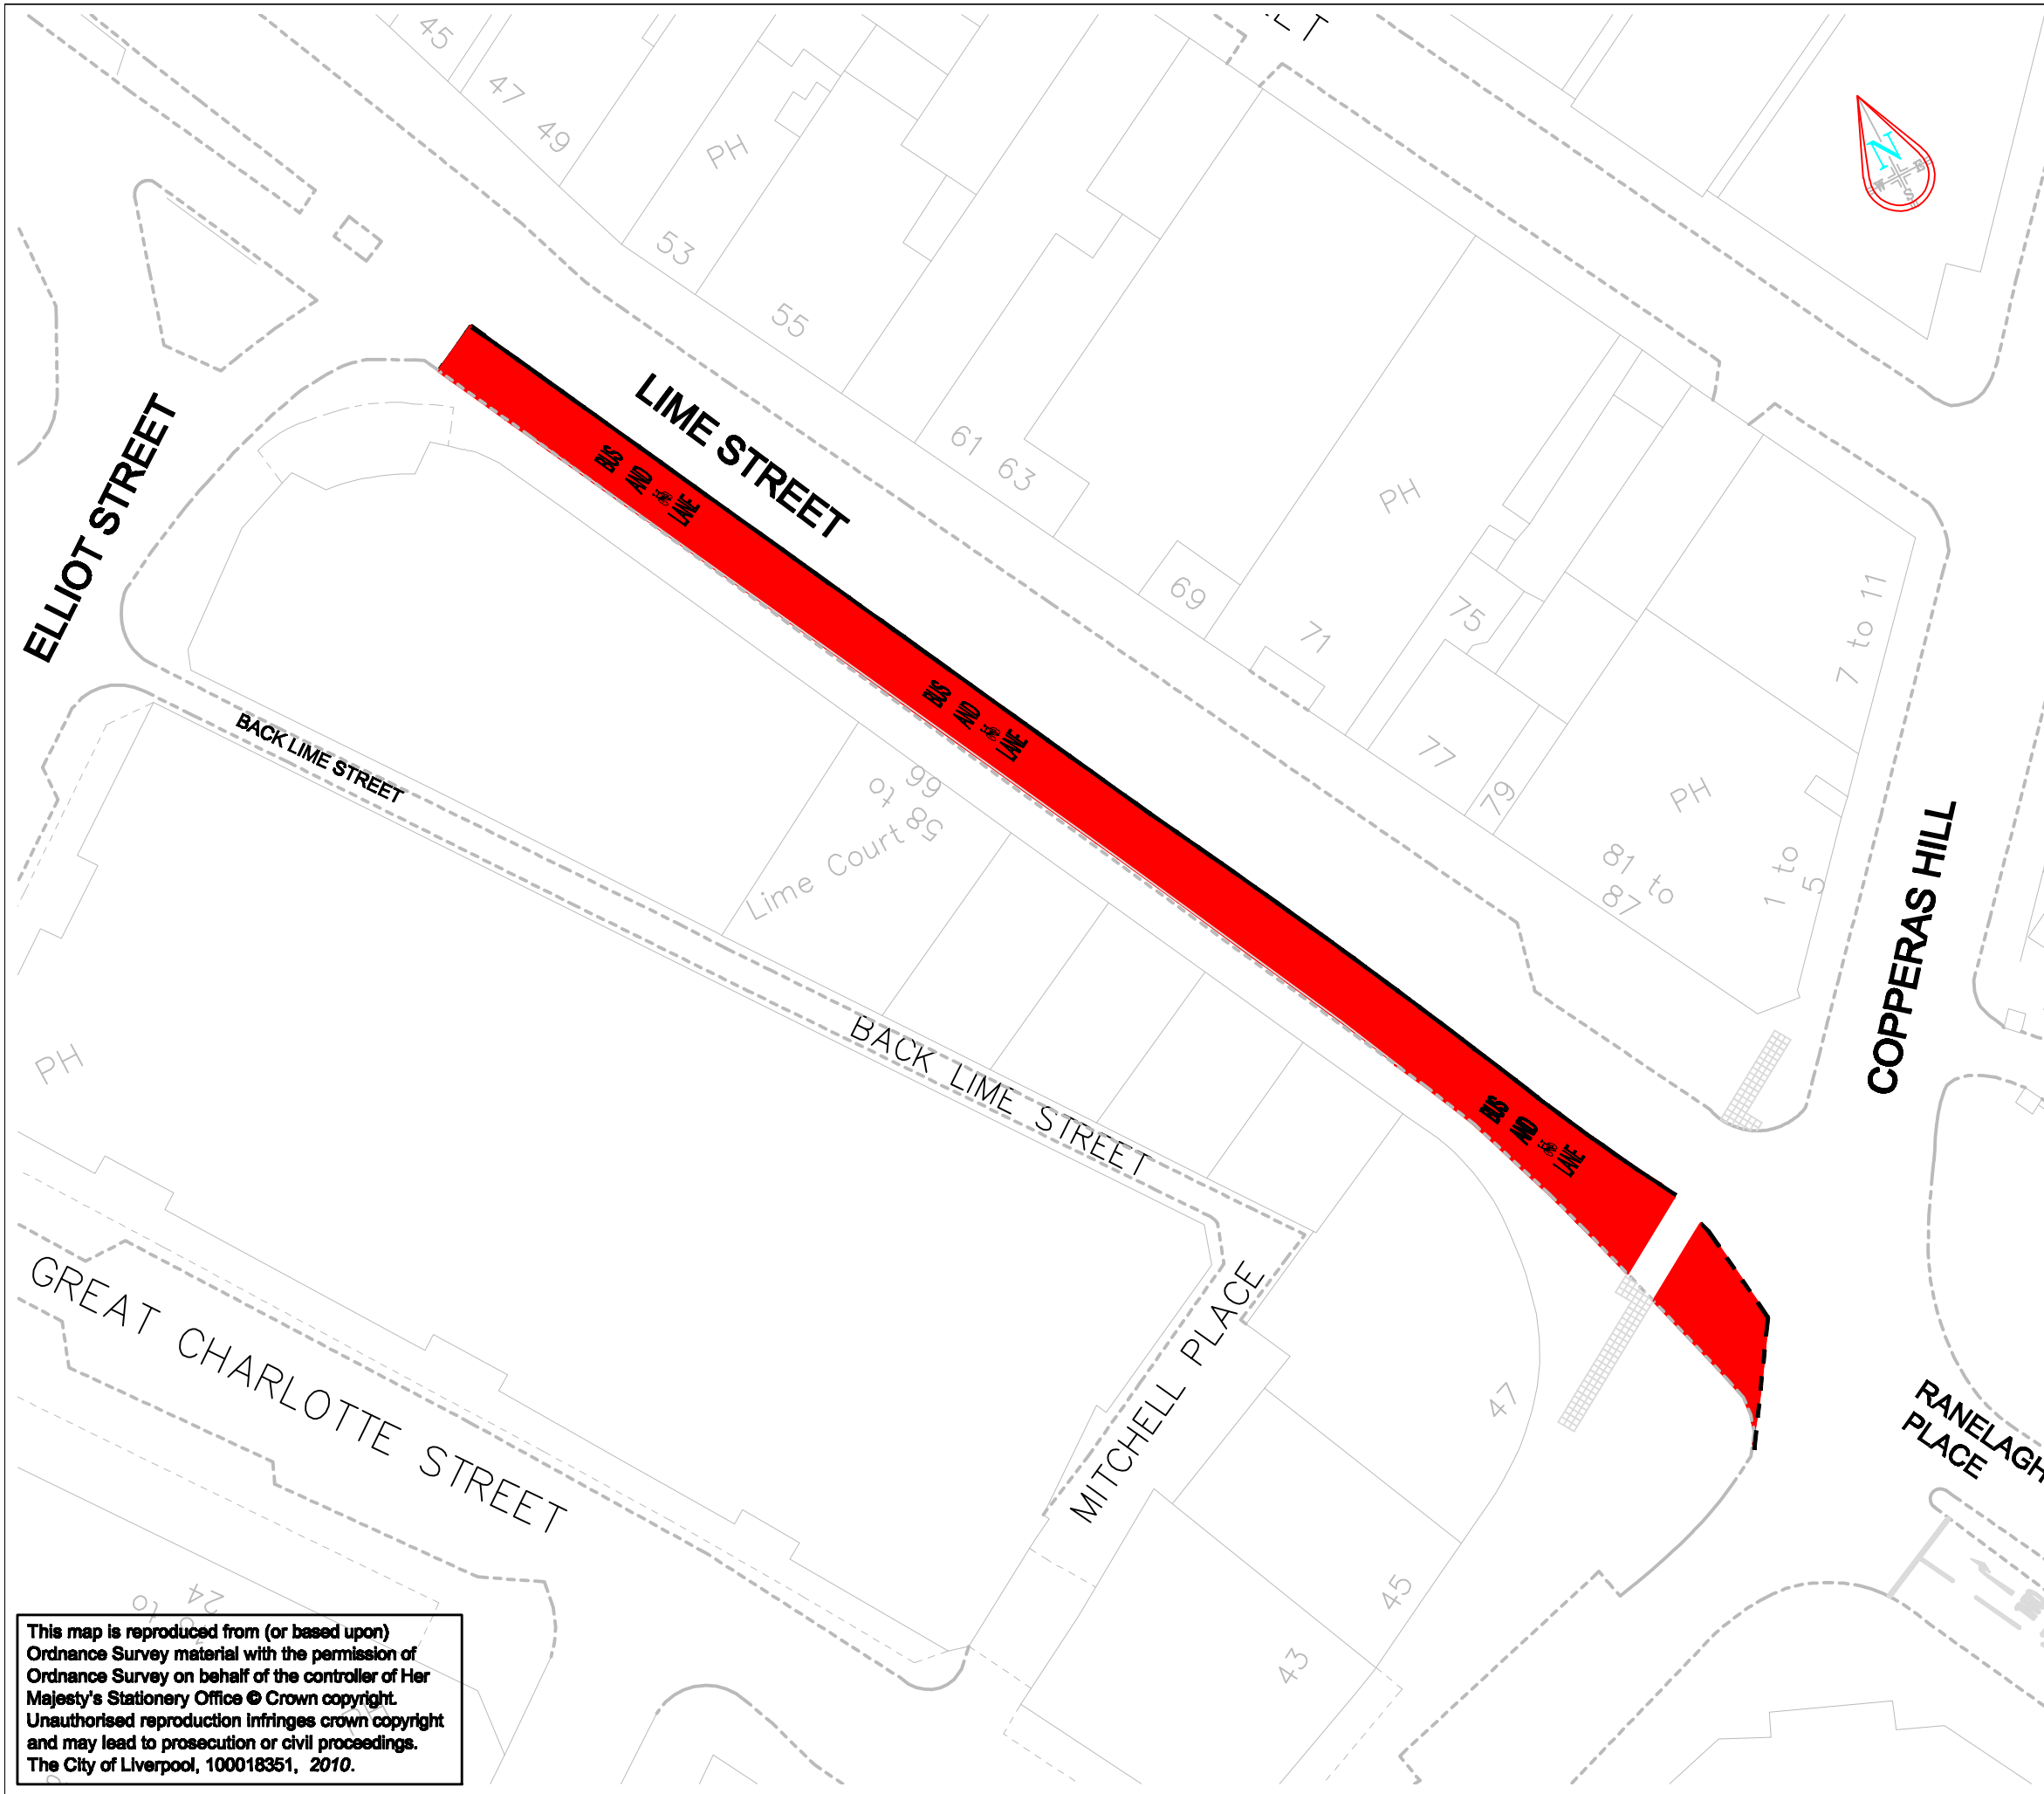 45
47
49
PH
53
55
61
63
69
71
75
77
79
PH
PH
81 to
87
7 to 11
1 to
5
N
E
S
W
LIME STREET
ELLIOT STREET
BACK LIME STREET
COPPERAS HILL
BUS
AND
LANE
BUS
AND
LANE
BUS
AND
LANE
66
58 to
Lime Court
BACK LIME STREET
PH
GREAT CHARLOTTE STREET
MITCHELL PLACE
47
45
43
RANELAGH
PLACE
24
to
PH
This map is reproduced from (or based upon)
Ordnance Survey material with the permission of
Ordnance Survey on behalf of the controller of Her
Majesty's Stationery Office © Crown copyright.
Unauthorised reproduction infringes crown copyright
and may lead to prosecution or civil proceedings.
The City of Liverpool, 100018351, 2010.